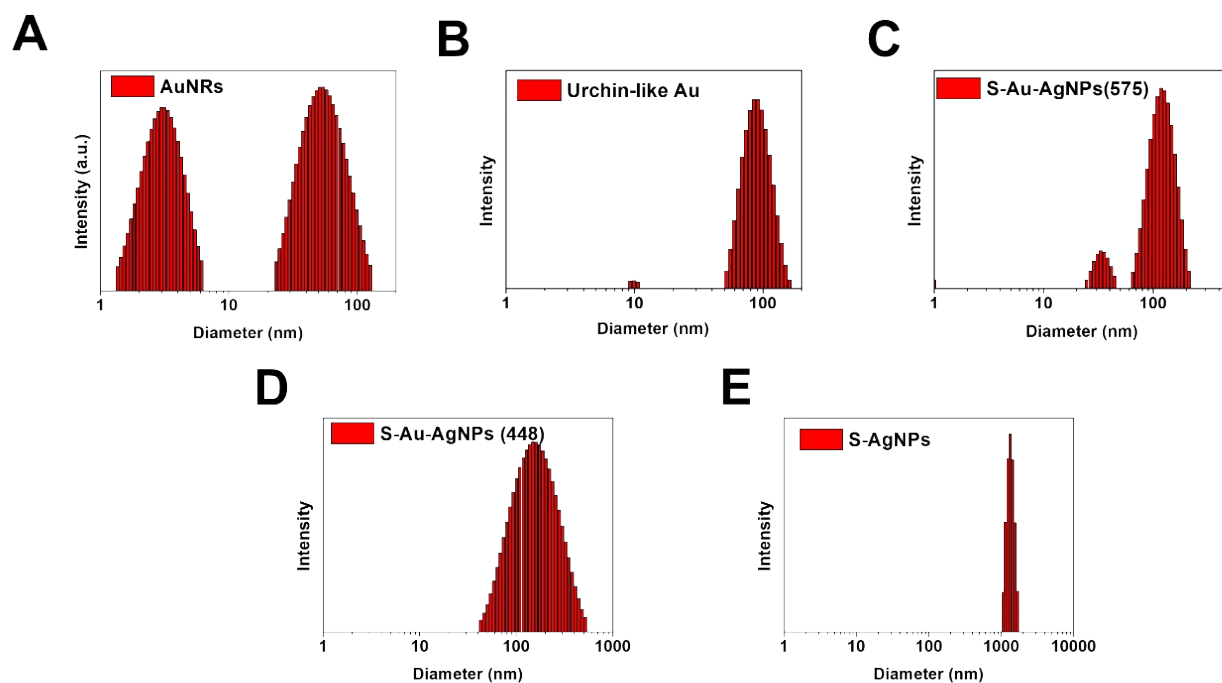 A
AuNRs
Intensity (a.u.)
1 10 100
Diameter (nm)
B
Urchin-like Au
Intensity
1 10 100
Diameter (nm)
C
S-Au-AgNPs(575)
Intensity
1 10 100
Diameter (nm)
D
S-Au-AgNPs (448)
Intensity
1 10 100 1000
Diameter (nm)
E
S-AgNPs
Intensity
1 10 100 1000 10000
Diameter (nm)